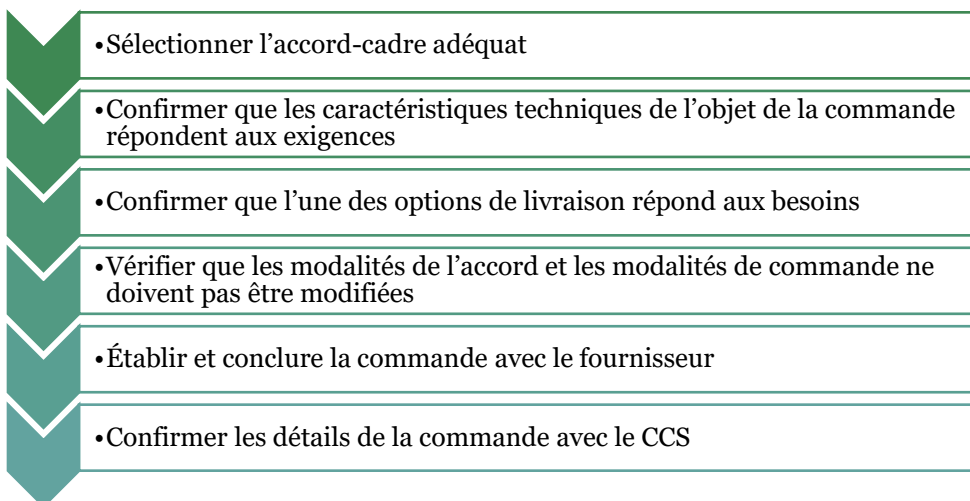 •Sélectionner l’accord-cadre adéquat
•Confirmer que les caractéristiques techniques de l’objet de la commande
répondent aux exigences
•Confirmer que l’une des options de livraison répond aux besoins
•Vérifier que les modalités de l’accord et les modalités de commande ne
doivent pas être modifiées
•Établir et conclure la commande avec le fournisseur
•Confirmer les détails de la commande avec le CCS